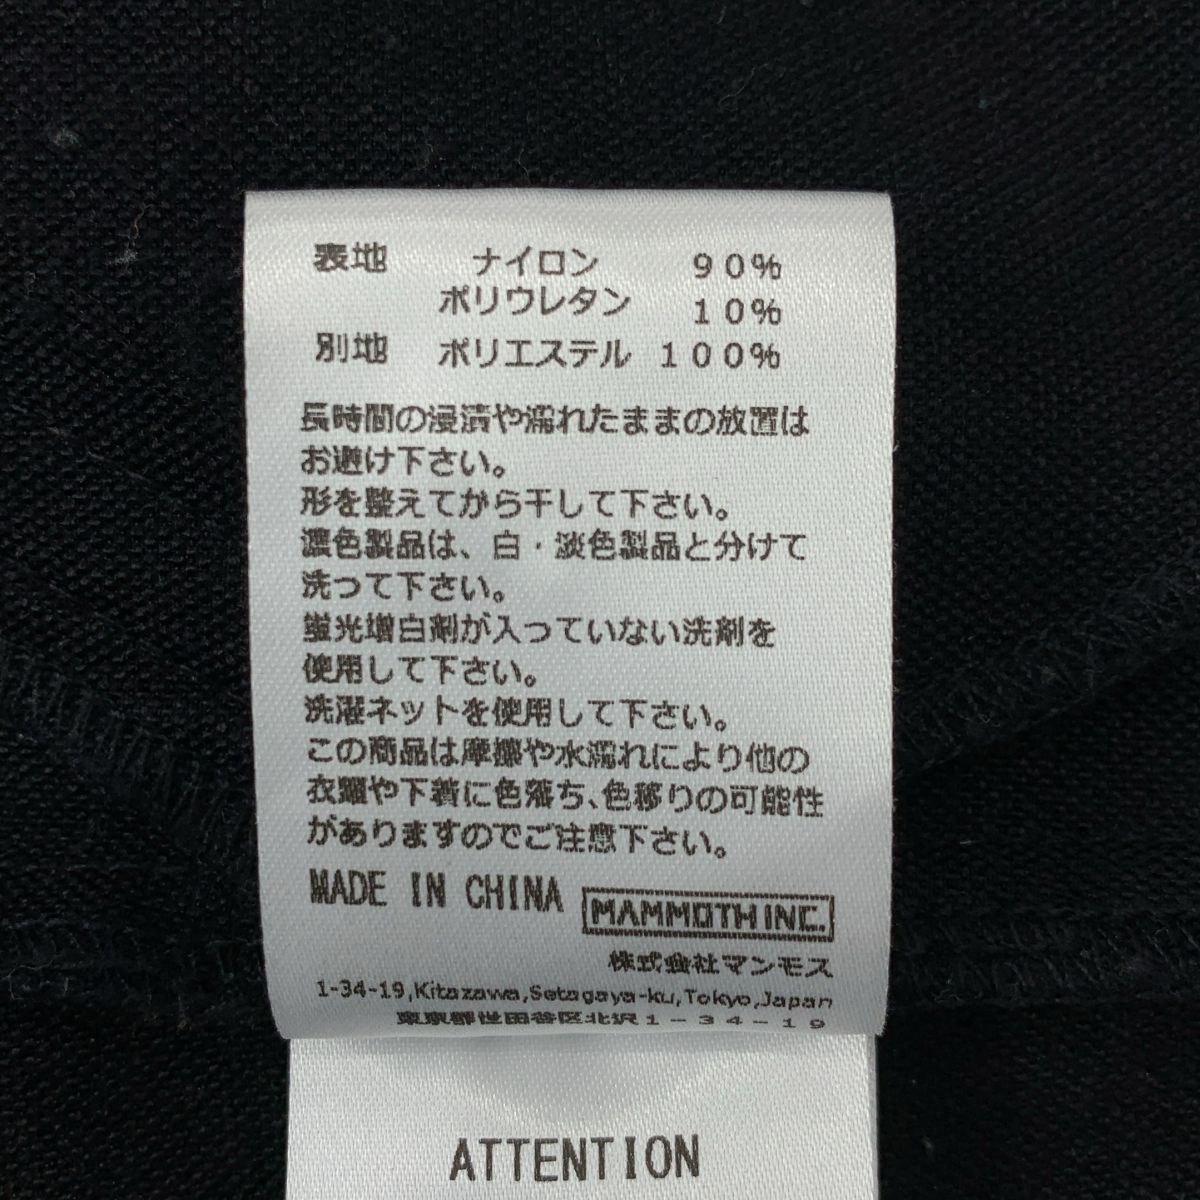 表地 ナイロン 90%
ポリウレタン 10%
別地 ポリエステル 100%
長時間の浸漬や濡れたままの放置は
お避け下さい。
形を整えてから干して下さい。
濃色製品は、白・淡色製品と分けて
洗って下さい。
蛍光増白剤が入っていない洗剤を
使用して下さい。
洗濯ネットを使用して下さい。
この商品は摩擦や水濡れにより他の
衣類や下着に色落ち、色移りの可能性
がありますのでご注意下さい。
MADE IN CHINA MAMMOTH INC.
株式会社マンモス
1-34-19,Kitazawa,Setagaya-ku,Tokyo,Japan
東京都世田谷区北沢1-34-19
ATTENTION